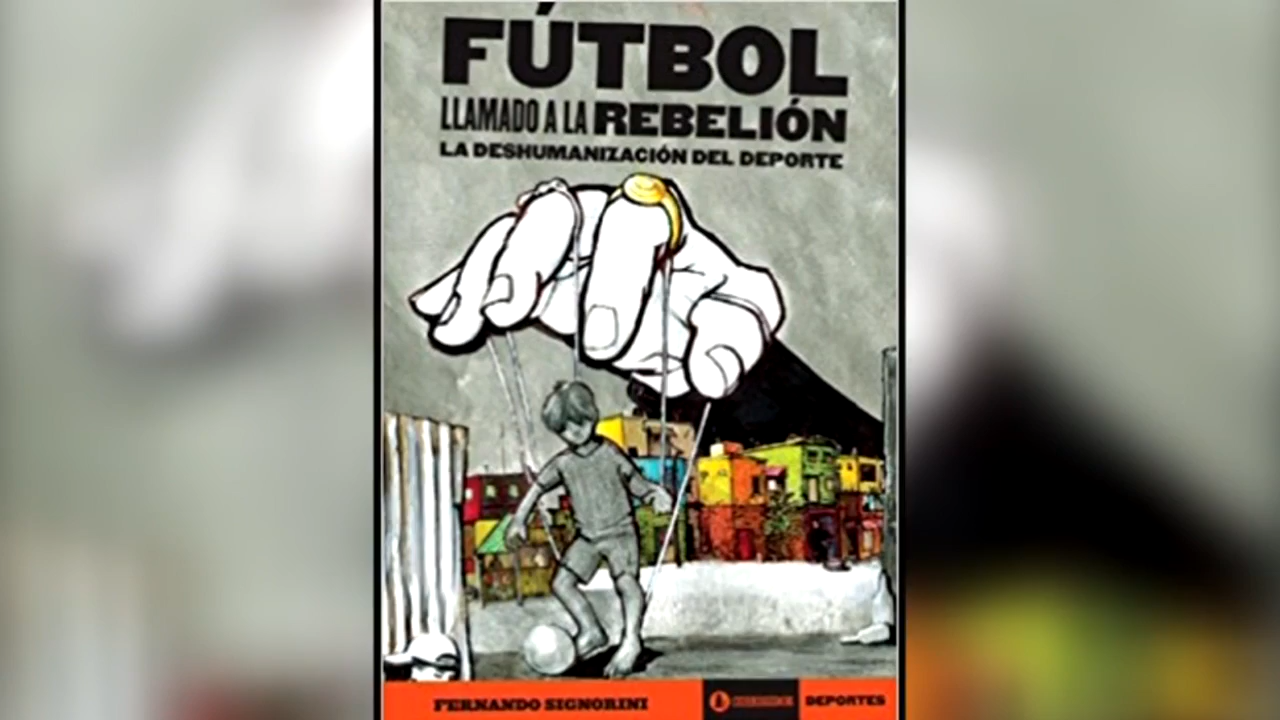 FÚTBOL
LLAMADO A LA REBELIÓN
LA DESHUMANIZACIÓN DEL DEPORTE
FERNANDO SIGNORINI
DEPORTES